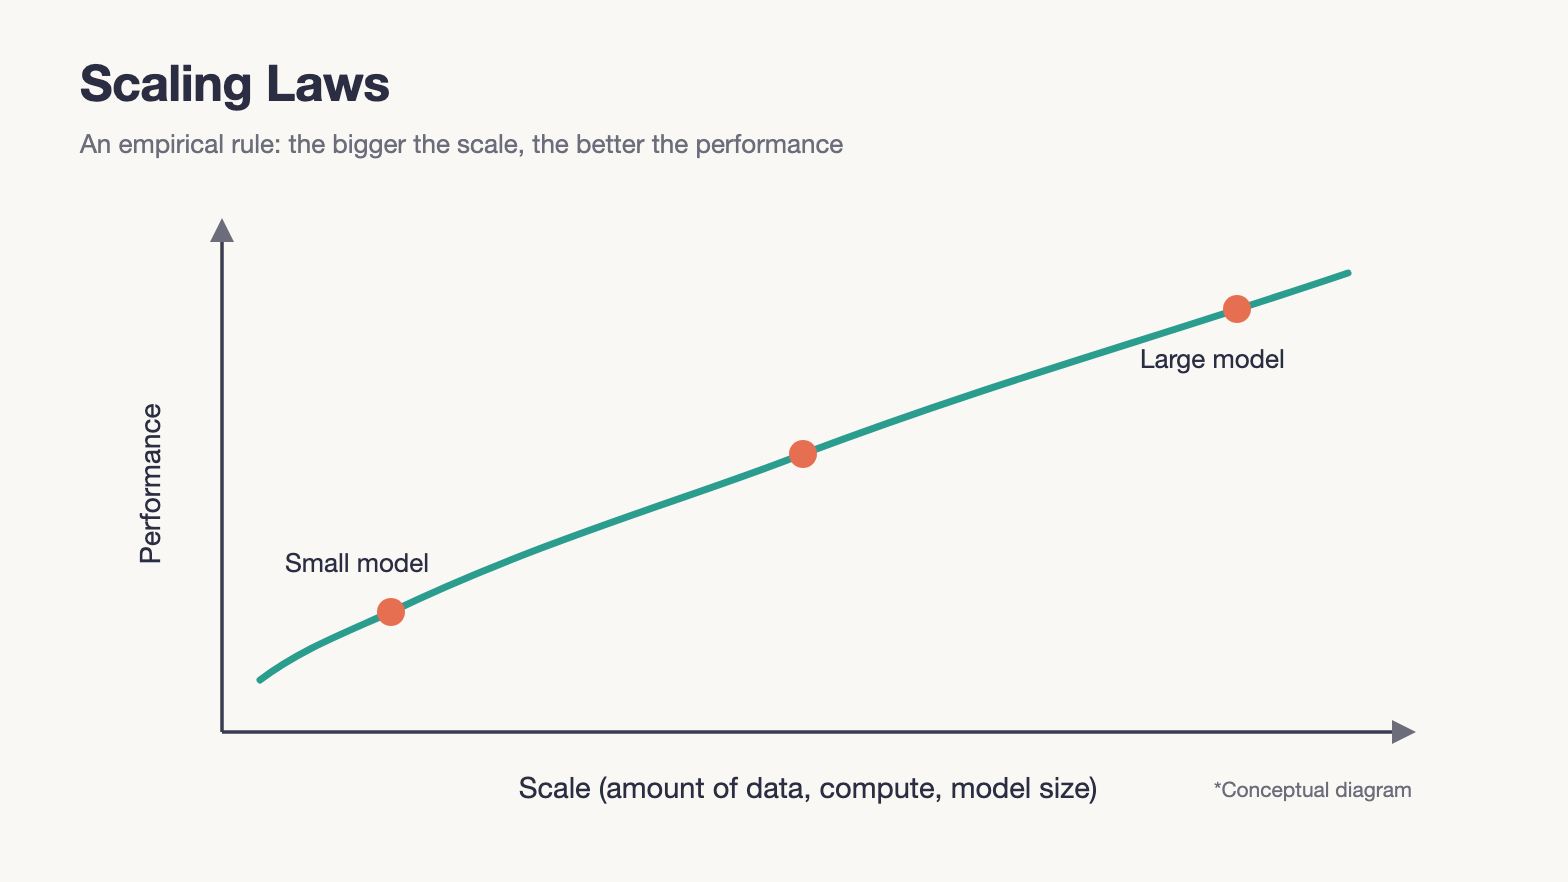 Scaling Laws
An empirical rule: the bigger the scale, the better the performance
Performance
Small model
Large model
Scale (amount of data, compute, model size)
*Conceptual diagram